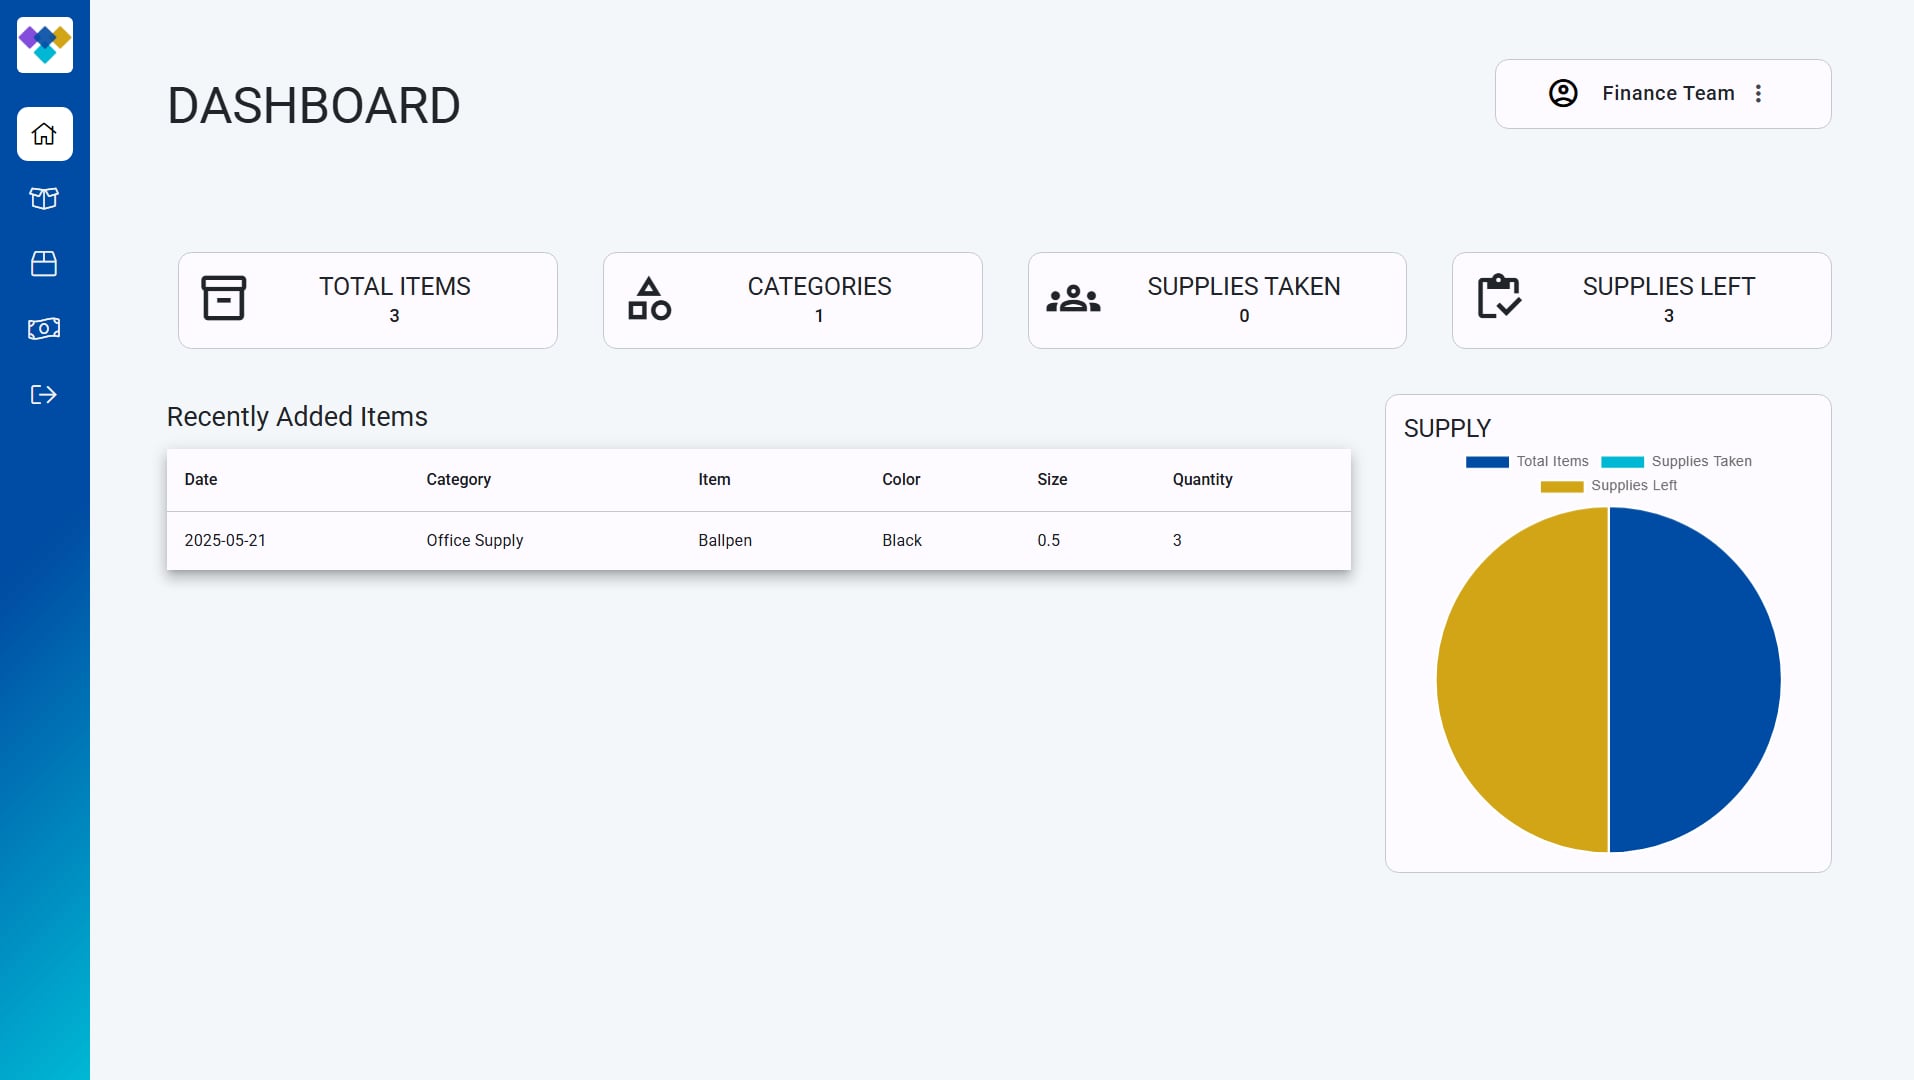 DASHBOARD
Finance Team
TOTAL ITEMS
3
CATEGORIES
1
SUPPLIES TAKEN
0
SUPPLIES LEFT
3
Recently Added Items
Date Category Item Color Size Quantity
2025-05-21 Office Supply Ballpen Black 0.5 3
SUPPLY
Total Items Supplies Taken
Supplies Left